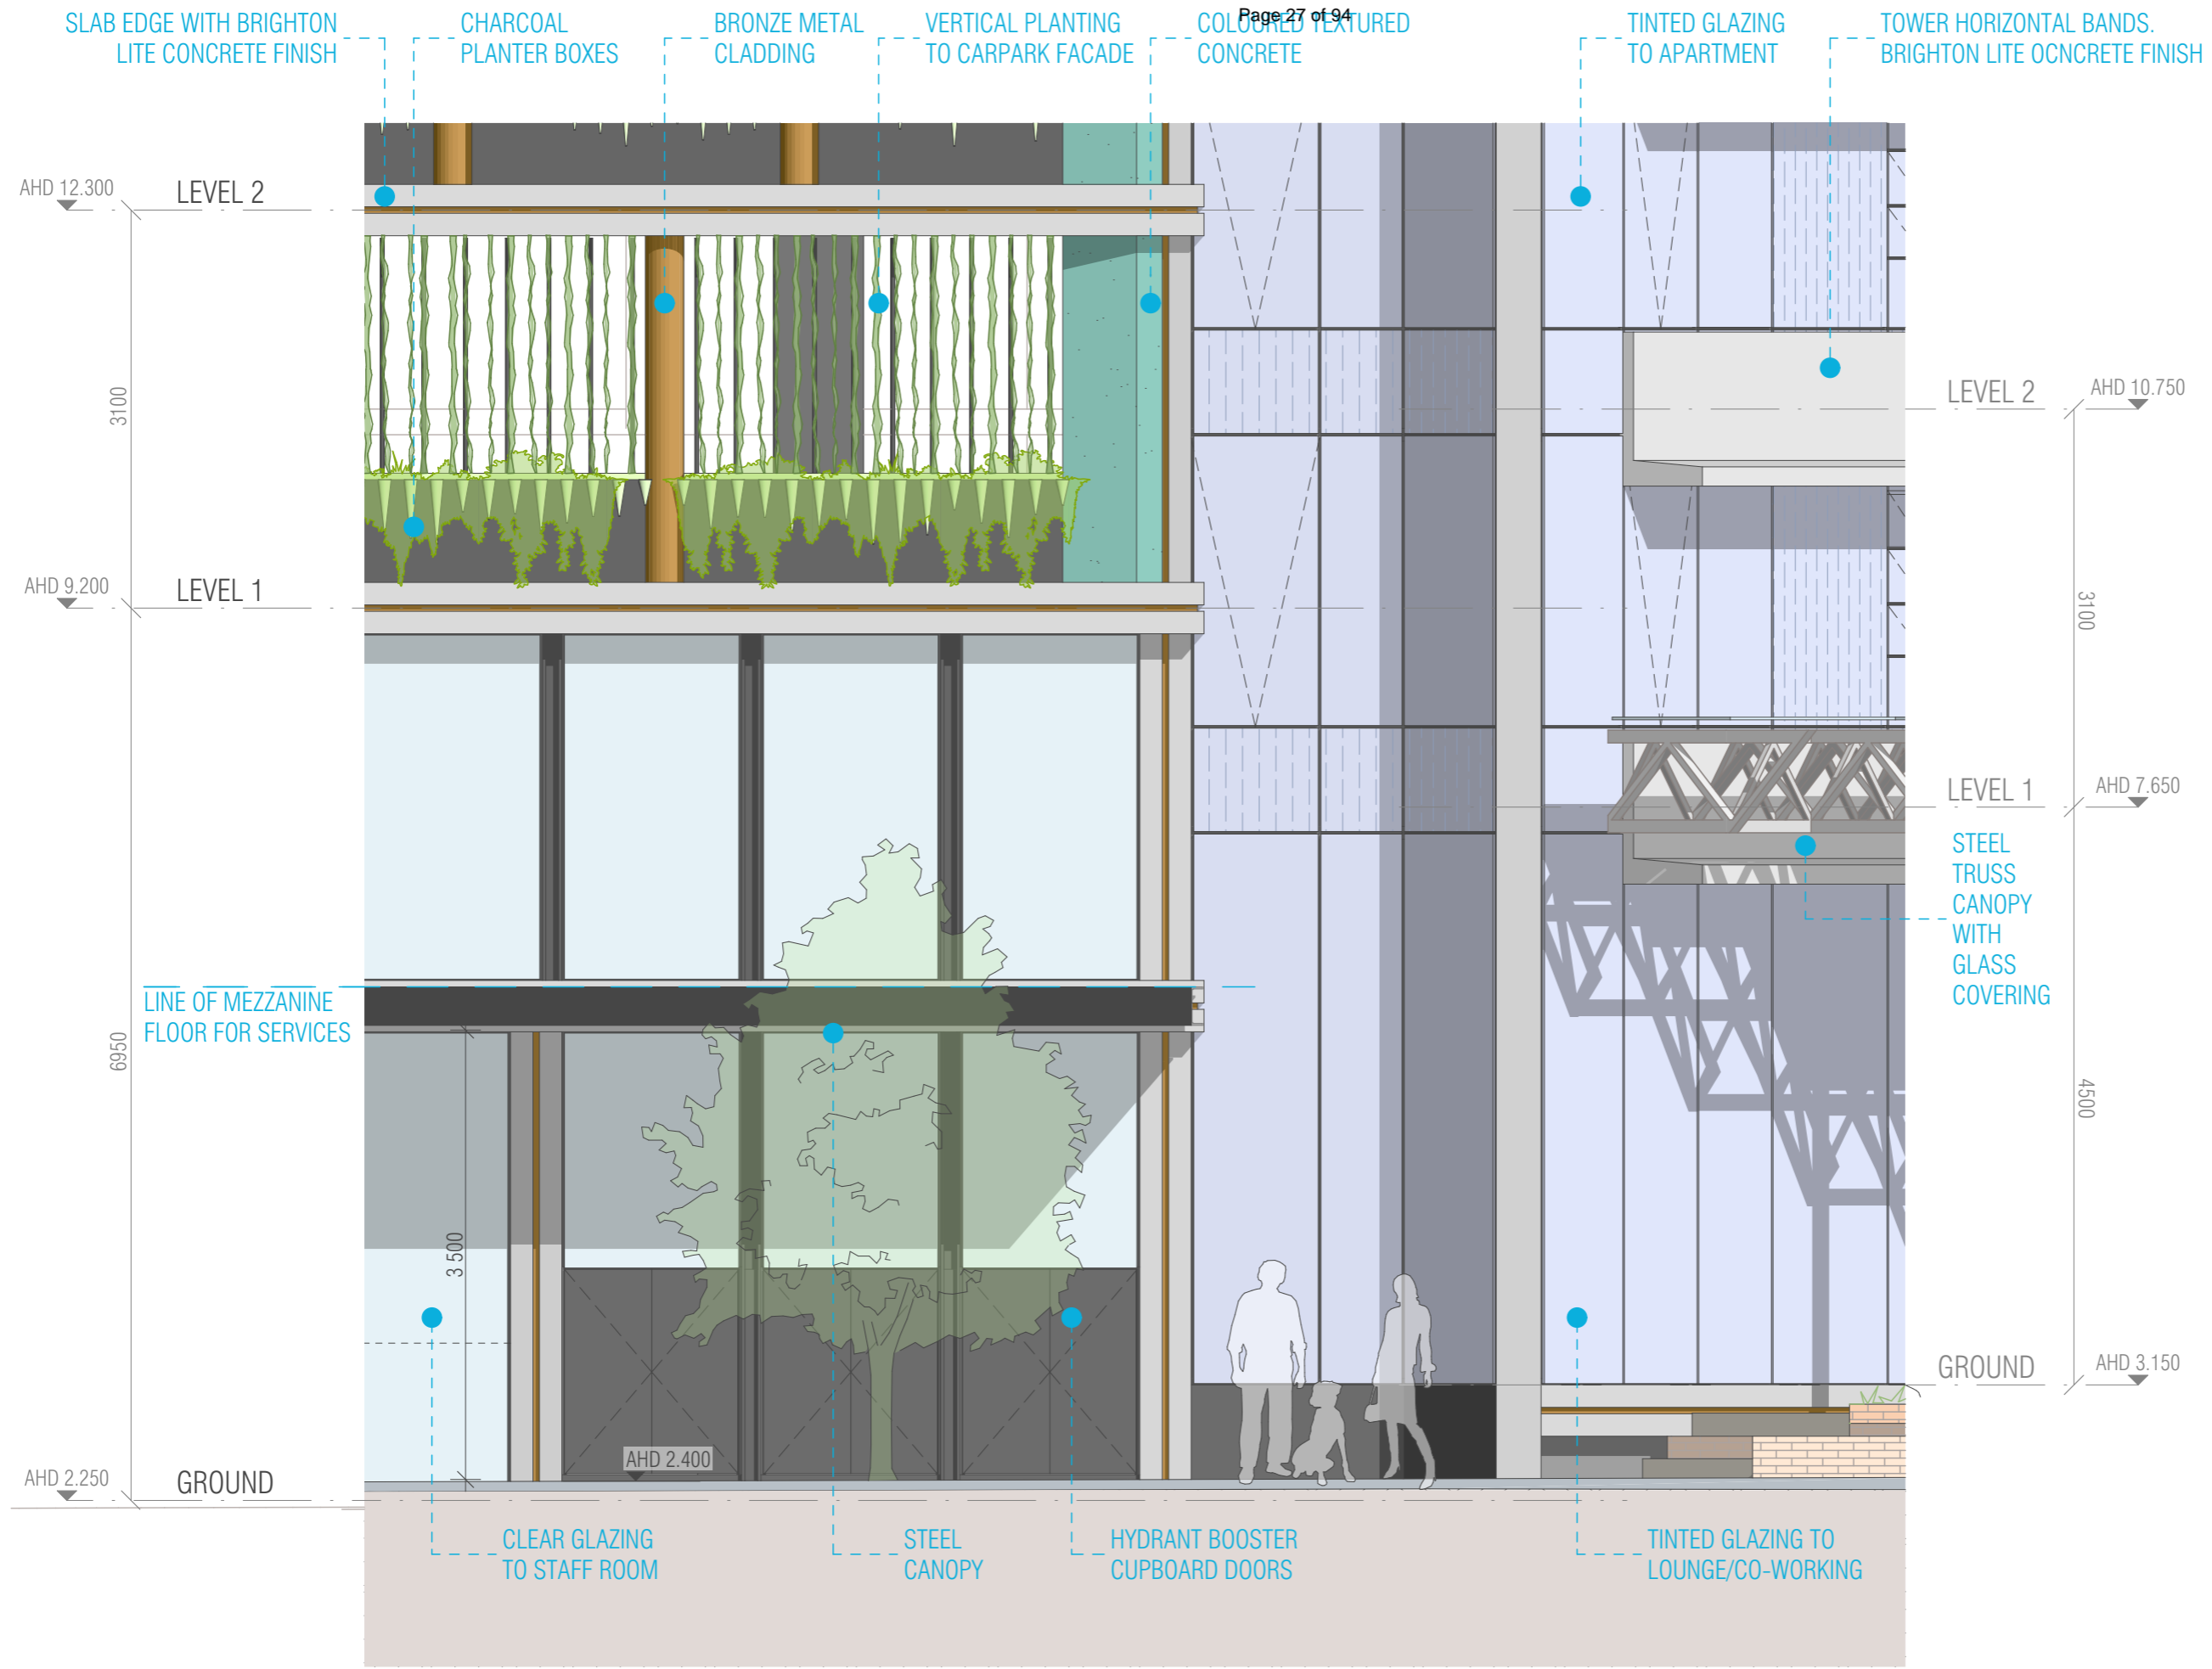 Page 27 of 94
SLAB EDGE WITH BRIGHTON
LITE CONCRETE FINISH
CHARCOAL
PLANTER BOXES
BRONZE METAL
CLADDING
VERTICAL PLANTING
TO CARPARK FACADE
COLOURED TEXTURED
CONCRETE
TINTED GLAZING
TO APARTMENT
TOWER HORIZONTAL BANDS.
BRIGHTON LITE OCNCRETE FINISH
AHD 12.300
LEVEL 2
3100
AHD 9.200
LEVEL 1
LEVEL 2
AHD 10.750
3100
LEVEL 1
AHD 7.650
STEEL
TRUSS
CANOPY
WITH
GLASS
COVERING
LINE OF MEZZANINE
FLOOR FOR SERVICES
6950
3 500
4500
GROUND
AHD 3.150
AHD 2.400
AHD 2.250
GROUND
CLEAR GLAZING
TO STAFF ROOM
STEEL
CANOPY
HYDRANT BOOSTER
CUPBOARD DOORS
TINTED GLAZING TO
LOUNGE/CO-WORKING